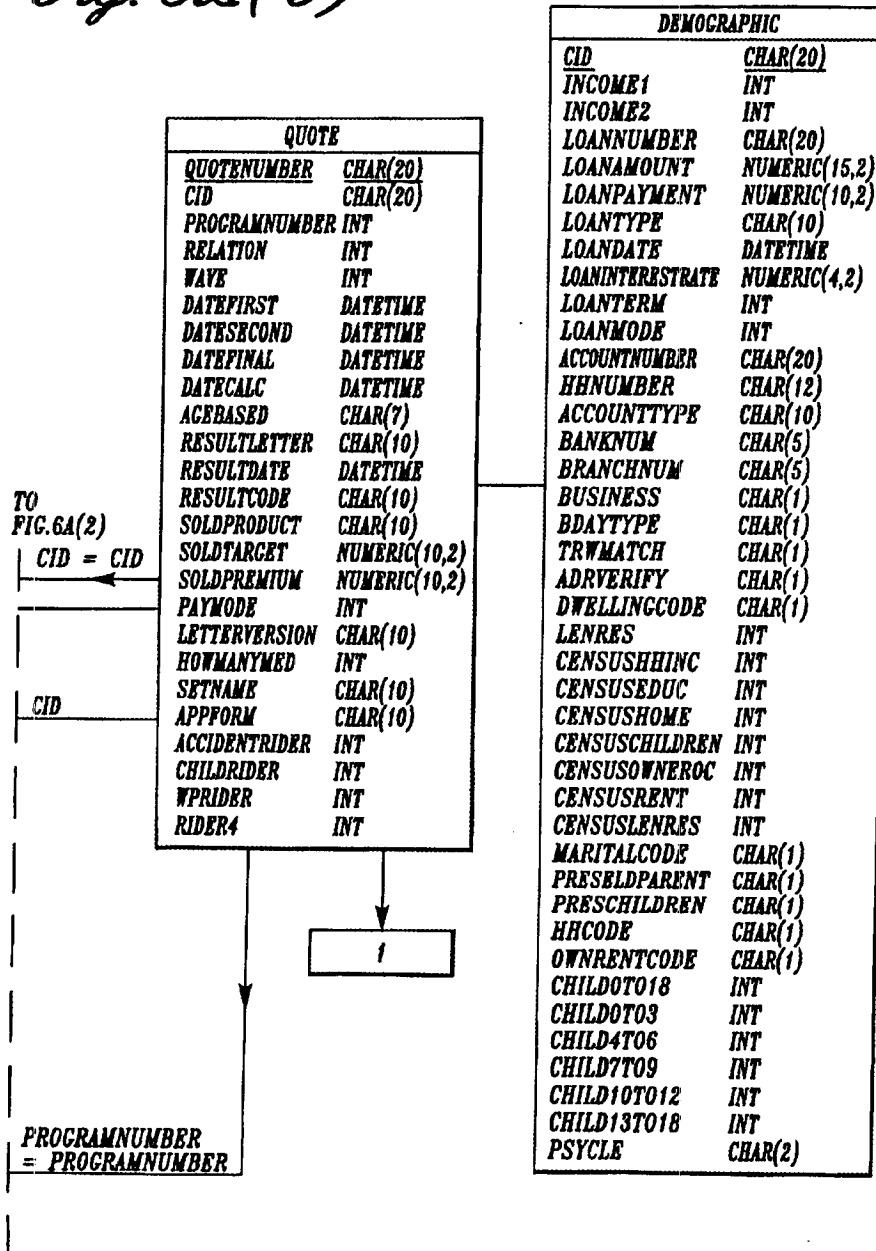 Fig.
QUOTE
QUOTENUMBER CHAR(20)
CID CHAR(20)
PROGRAMNUMBER INT
RELATION INT
WAVE INT
DATEFIRST DATETIME
DATESECOND DATETIME
DATEFINAL DATETIME
DATECALC DATETIME
AGEBASED CHAR(7)
RESULTLETTER CHAR(10)
RESULTDATE DATETIME
RESULTCODE CHAR(10)
SOLDPRODUCT CHAR(10)
SOLDTARGET NUMERIC(10,2)
SOLDPREMIUM NUMERIC(10,2)
PAYMODE INT
LETTERVERSION CHAR(10)
HOWMANYMED INT
SETNAME CHAR(10)
APPFORM CHAR(10)
ACCIDENTRIDER INT
CHILDRIDER INT
WPRIDER INT
RIDER4 INT
TO
FIG.6A(2)
CID = CID
CID
1
PROGRAMNUMBER
= PROGRAMNUMBER
DEMOGRAPHIC
CID CHAR(20)
INCOME1 INT
INCOME2 INT
LOANNUMBER CHAR(20)
LOANAMOUNT NUMERIC(15,2)
LOANPAYMENT NUMERIC(10,2)
LOANTYPE CHAR(10)
LOANDATE DATETIME
LOANINTERESTRATE NUMERIC(4,2)
LOANTERM INT
LOANMODE INT
ACCOUNTNUMBER CHAR(20)
HHNUMBER CHAR(12)
ACCOUNTTYPE CHAR(10)
BANKNUM CHAR(5)
BRANCHNUM CHAR(5)
BUSINESS CHAR(1)
BDAYTYPE CHAR(1)
TRWMATCH CHAR(1)
ADRVERIFY CHAR(1)
DWELLINGCODE CHAR(1)
LENRES INT
CENSUSHHINC INT
CENSUSEDUC INT
CENSUSHOME INT
CENSUSCHILDREN INT
CENSUSOWNEROC INT
CENSUSRENT INT
CENSUSLENRES INT
MARITALCODE CHAR(1)
PRESELDPARENT CHAR(1)
PRESCHILDREN CHAR(1)
HHCODE CHAR(1)
OWNRENTCODE CHAR(1)
CHILD0TO18 INT
CHILD0TO3 INT
CHILD4TO6 INT
CHILD7TO9 INT
CHILD10TO12 INT
CHILD13TO18 INT
PSYCLE CHAR(2)